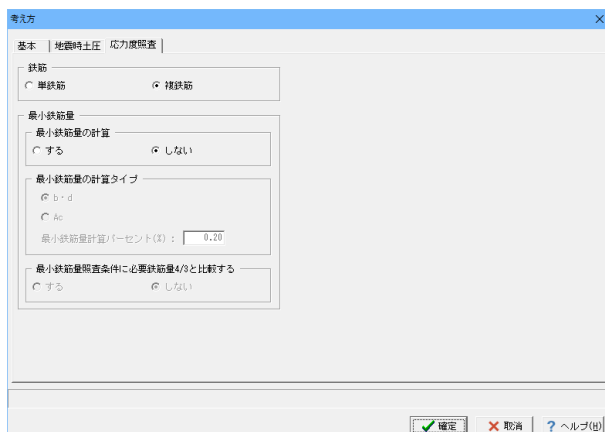 考え方
基本 地震時土圧 応力度照査
鉄筋
単鉄筋 複鉄筋
最小鉄筋量
最小鉄筋量の計算
する しない
最小鉄筋量の計算タイプ
b・d
Ac
最小鉄筋量計算パーセント(%) : 0.20
最小鉄筋量照査条件に必要鉄筋量4/3と比較する
する しない
確定 取消 ? ヘルプ(H)